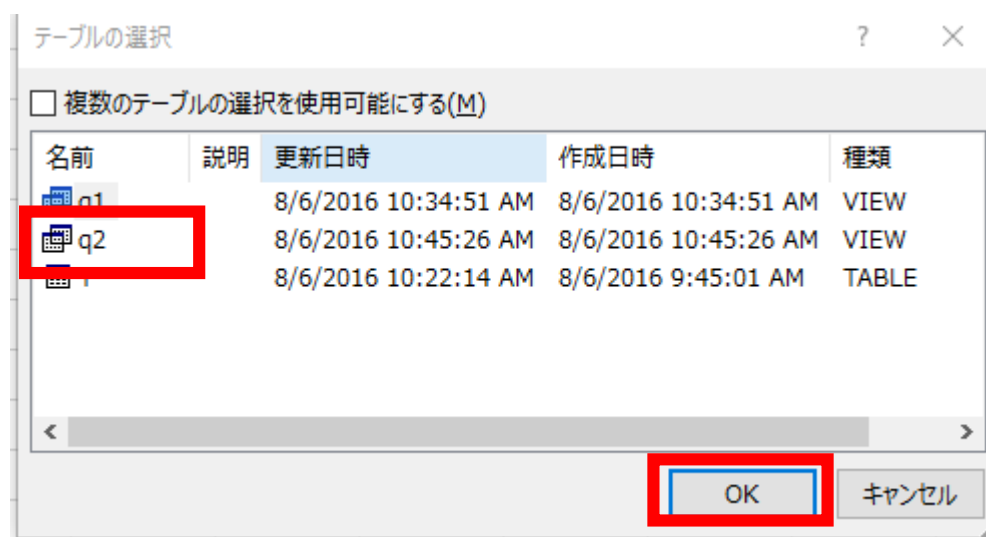 テーブルの選択 ?
複数のテーブルの選択を使用可能にする(M)
名前 説明 更新日時 作成日時 種類
q1 8/6/2016 10:34:51 AM 8/6/2016 10:34:51 AM VIEW
q2 8/6/2016 10:45:26 AM 8/6/2016 10:45:26 AM VIEW
8/6/2016 10:22:14 AM 8/6/2016 9:45:01 AM TABLE
OK キャンセル